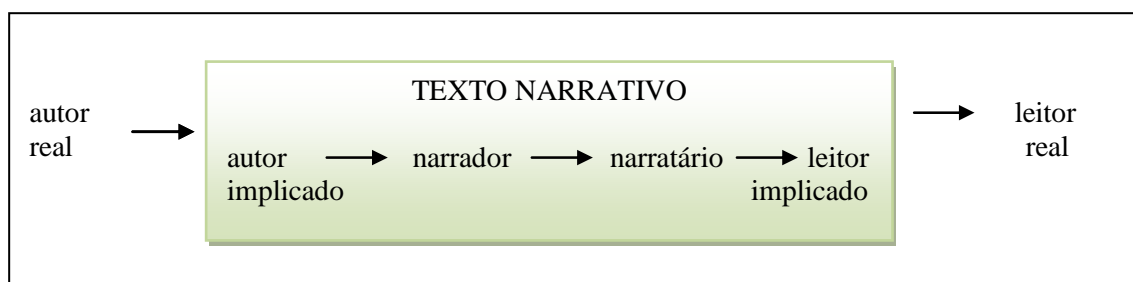 TEXTO NARRATIVO
autor
real
autor
implicado
narrador
narratário
leitor
implicado
leitor
real